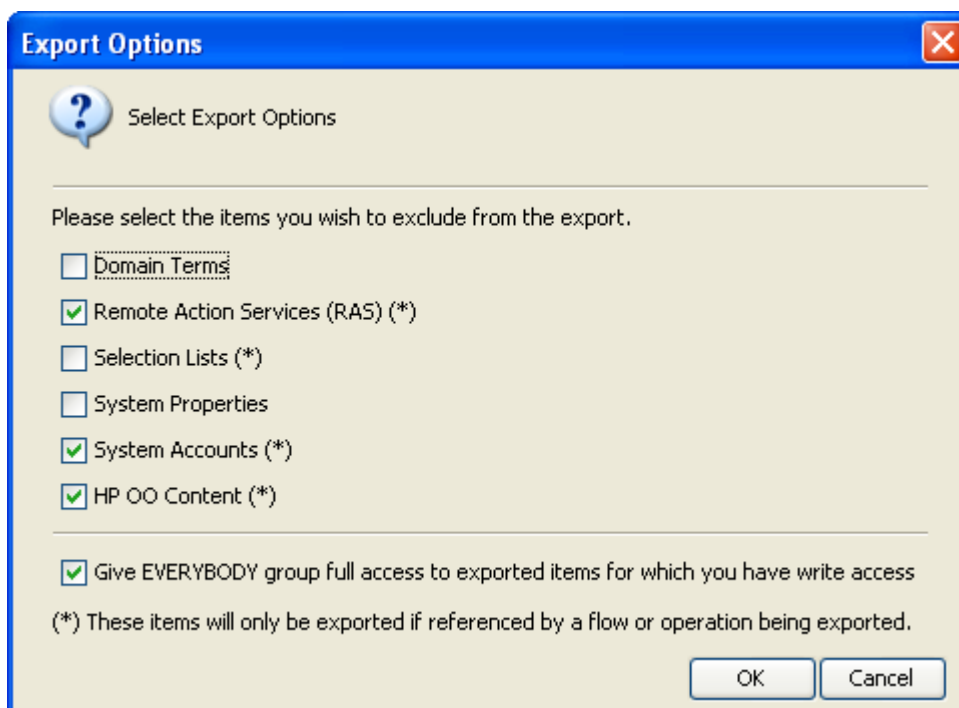 Export Options
Select Export Options
Please select the items you wish to exclude from the export.
Domain Terms
Remote Action Services (RAS) (*)
Selection Lists (*)
System Properties
System Accounts (*)
HP OO Content (*)
Give EVERYBODY group full access to exported items for which you have write access
(*) These items will only be exported if referenced by a flow or operation being exported.
OK Cancel